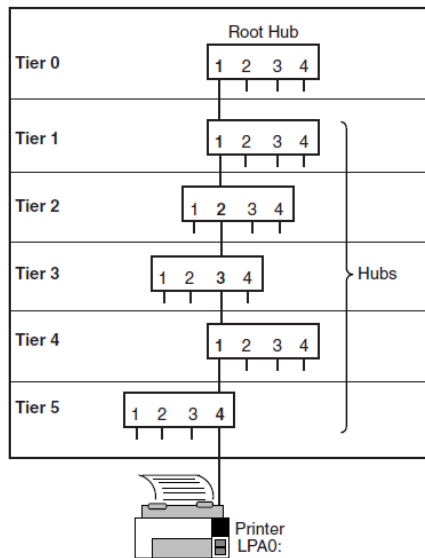 Root Hub
Tier 0
1 2 3 4
Tier 1
1 2 3 4
Tier 2
1 2 3 4
Tier 3
1 2 3 4
Hubs
Tier 4
1 2 3 4
Tier 5
1 2 3 4
Printer
LPA0: